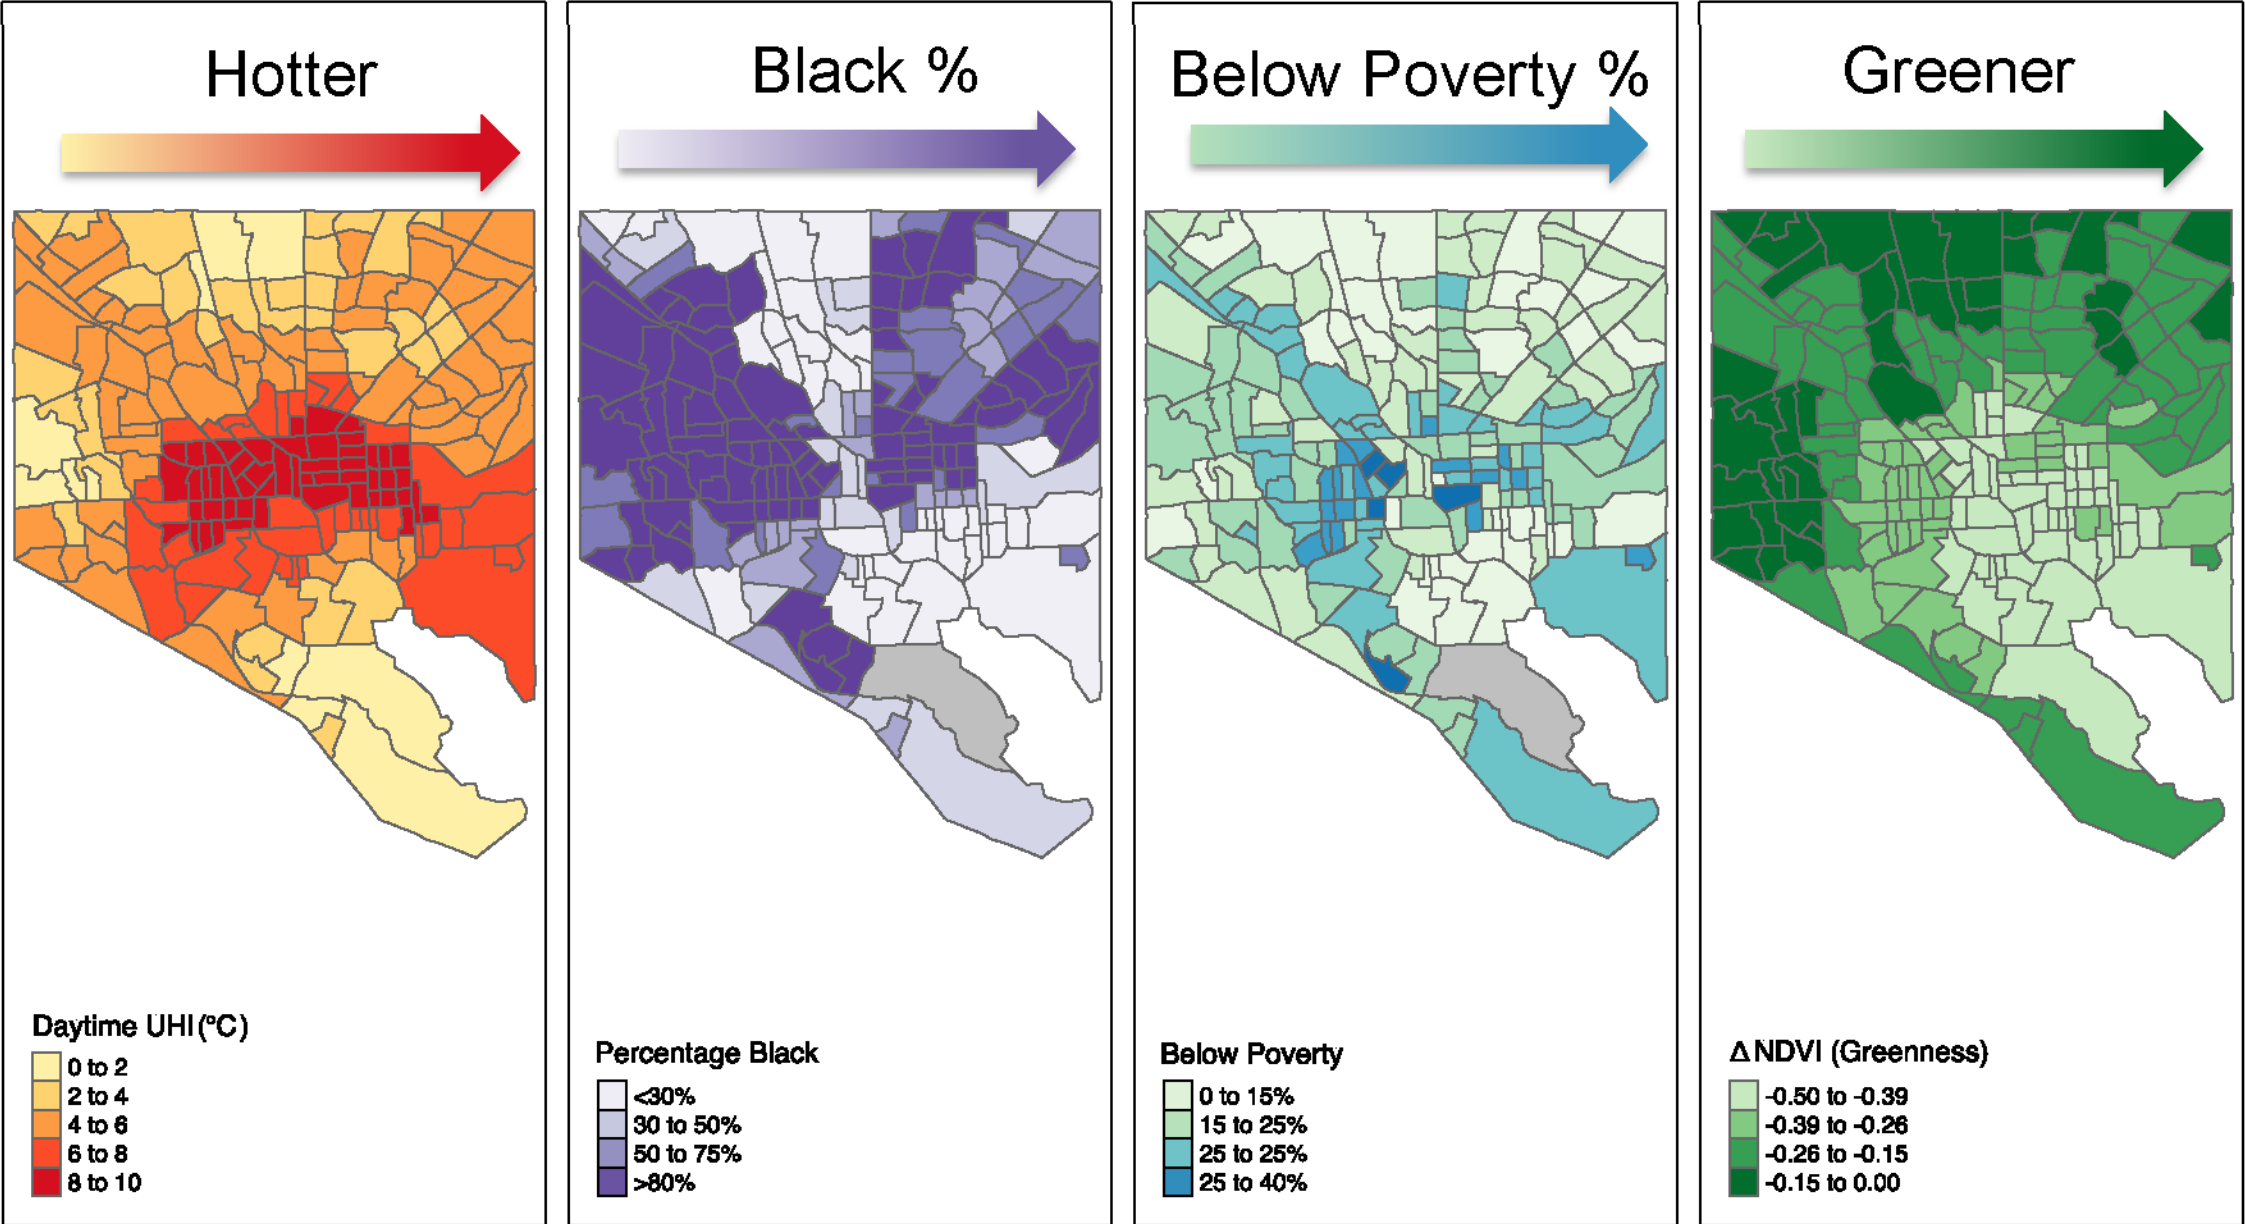 Hotter
Daytime UHI (°C)
0 to 2
2 to 4
4 to 6
6 to 8
8 to 10
Black %
Percentage Black
<30%
30 to 50%
50 to 75%
>80%
Below Poverty %
Below Poverty
0 to 15%
15 to 25%
25 to 25%
25 to 40%
Greener
Δ NDVI (Greenness)
-0.50 to -0.39
-0.39 to -0.26
-0.26 to -0.15
-0.15 to 0.00